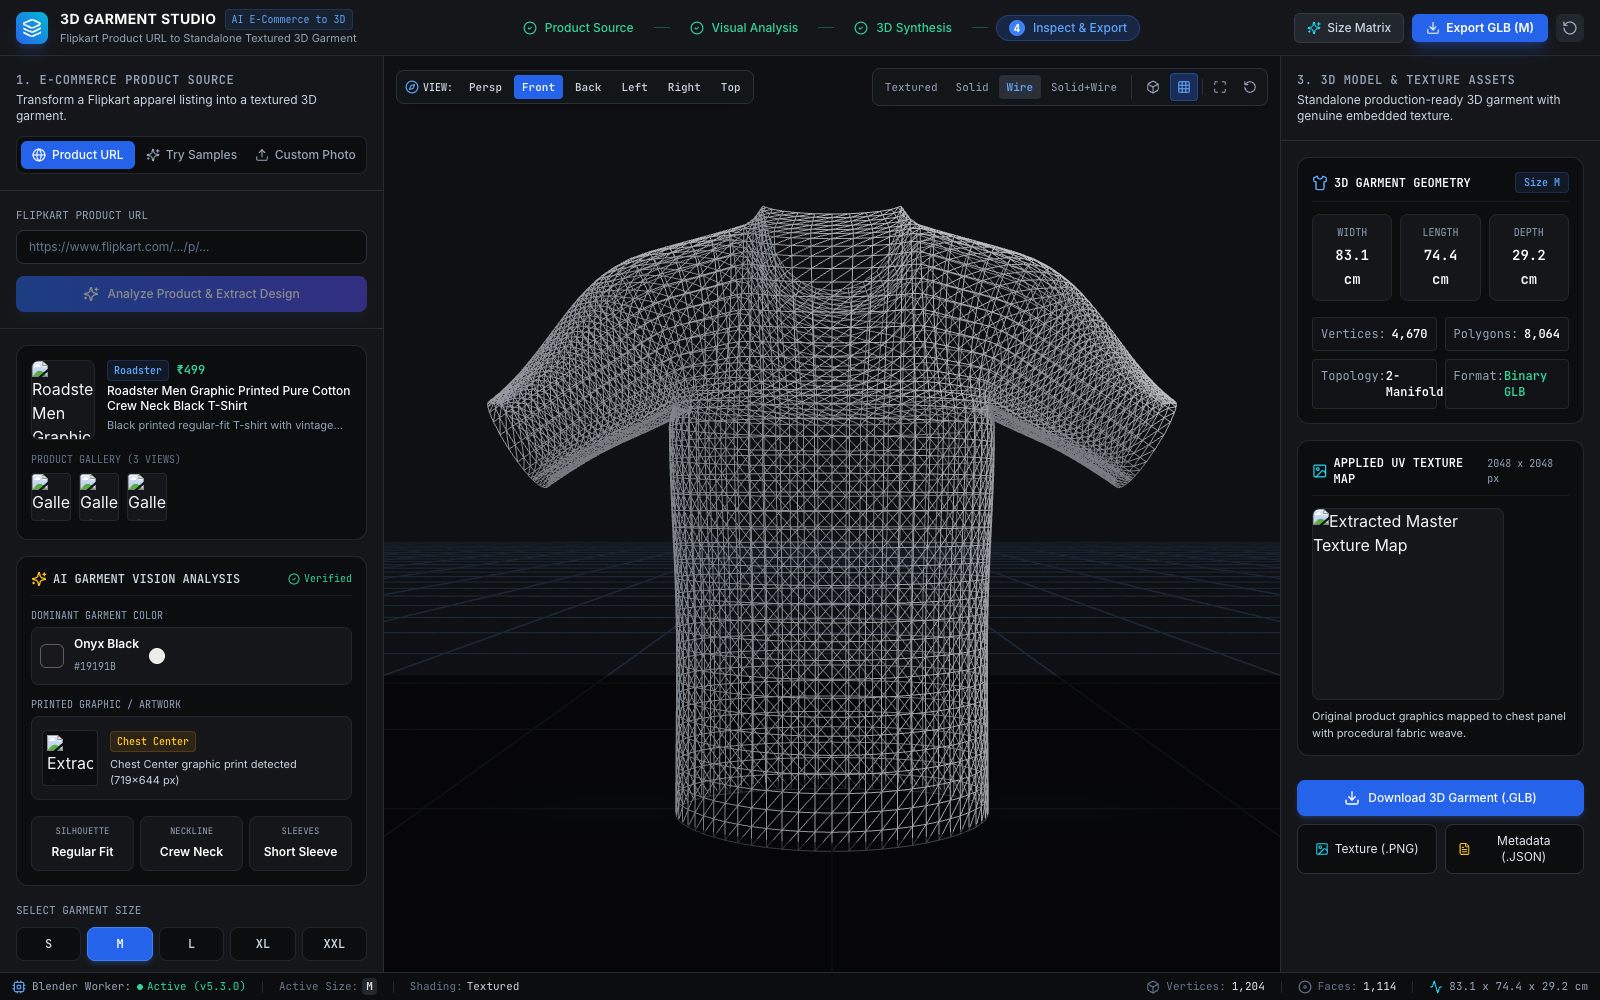 3D GARMENT STUDIO
AI E-Commerce to 3D
Flipkart Product URL to Standalone Textured 3D Garment
Product Source
Visual Analysis
3D Synthesis
4 Inspect & Export
Size Matrix
Export GLB (M)
1. E-COMMERCE PRODUCT SOURCE
Transform a Flipkart apparel listing into a textured 3D
garment.
Product URL
Try Samples
Custom Photo
FLIPKART PRODUCT URL
https://www.flipkart.com/.../p/...
Analyze Product & Extract Design
Roadste
Men
Graphic
Roadster
₹499
Roadster Men Graphic Printed Pure Cotton
Crew Neck Black T-Shirt
Black printed regular-fit T-shirt with vintage...
PRODUCT GALLERY (3 VIEWS)
Galle
Galle
Galle
AI GARMENT VISION ANALYSIS
Verified
DOMINANT GARMENT COLOR
Onyx Black
#19191B
PRINTED GRAPHIC / ARTWORK
Extrac
Chest Center
Chest Center graphic print detected
(719×644 px)
SILHOUETTE
Regular Fit
NECKLINE
Crew Neck
SLEEVES
Short Sleeve
SELECT GARMENT SIZE
S
M
L
XL
XXL
VIEW:
Persp
Front
Back
Left
Right
Top
Textured
Solid
Wire
Solid+Wire
3. 3D MODEL & TEXTURE ASSETS
Standalone production-ready 3D garment with
genuine embedded texture.
3D GARMENT GEOMETRY
Size M
WIDTH
83.1
cm
LENGTH
74.4
cm
DEPTH
29.2
cm
Vertices: 4,670
Polygons: 8,064
Topology: 2-
Manifold
Format: Binary
GLB
APPLIED UV TEXTURE
MAP
2048 x 2048
px
Extracted Master
Texture Map
Original product graphics mapped to chest panel
with procedural fabric weave.
Download 3D Garment (.GLB)
Texture (.PNG)
Metadata
(.JSON)
Blender Worker: Active (v5.3.0)
Active Size: M
Shading: Textured
Vertices: 1,204
Faces: 1,114
83.1 x 74.4 x 29.2 cm